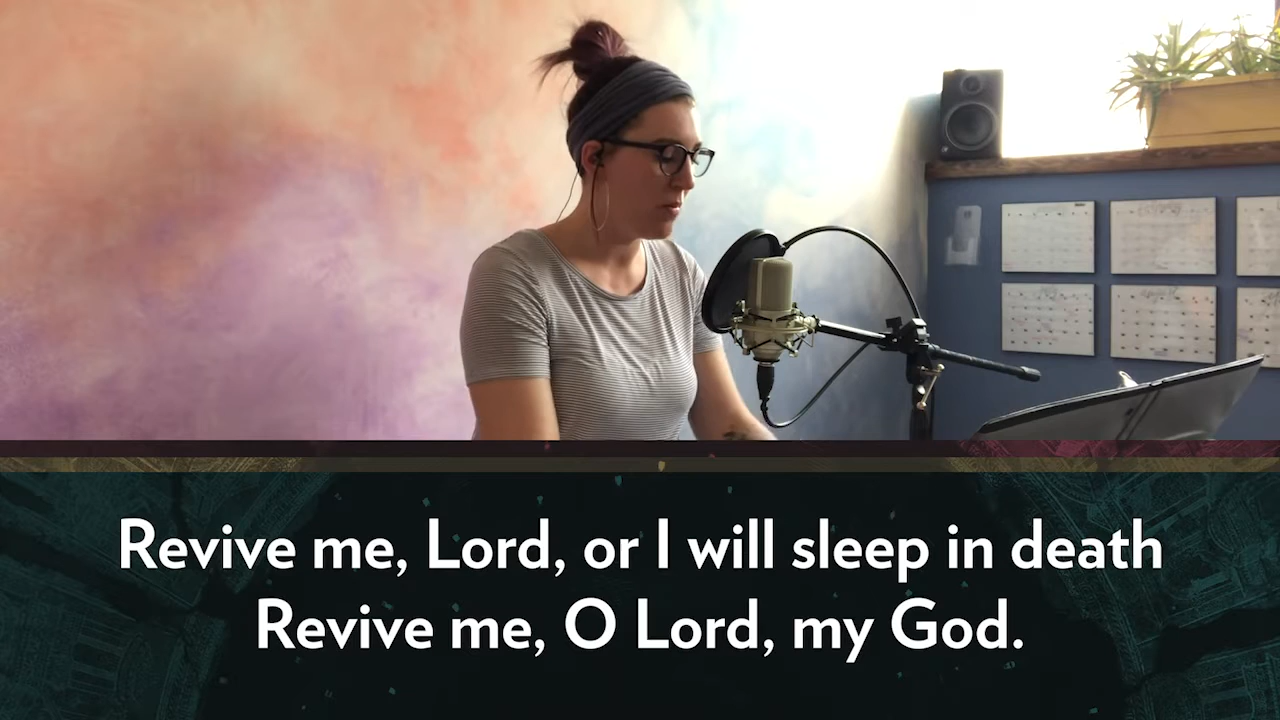 Revive me, Lord, or I will sleep in death
Revive me, O Lord, my God.